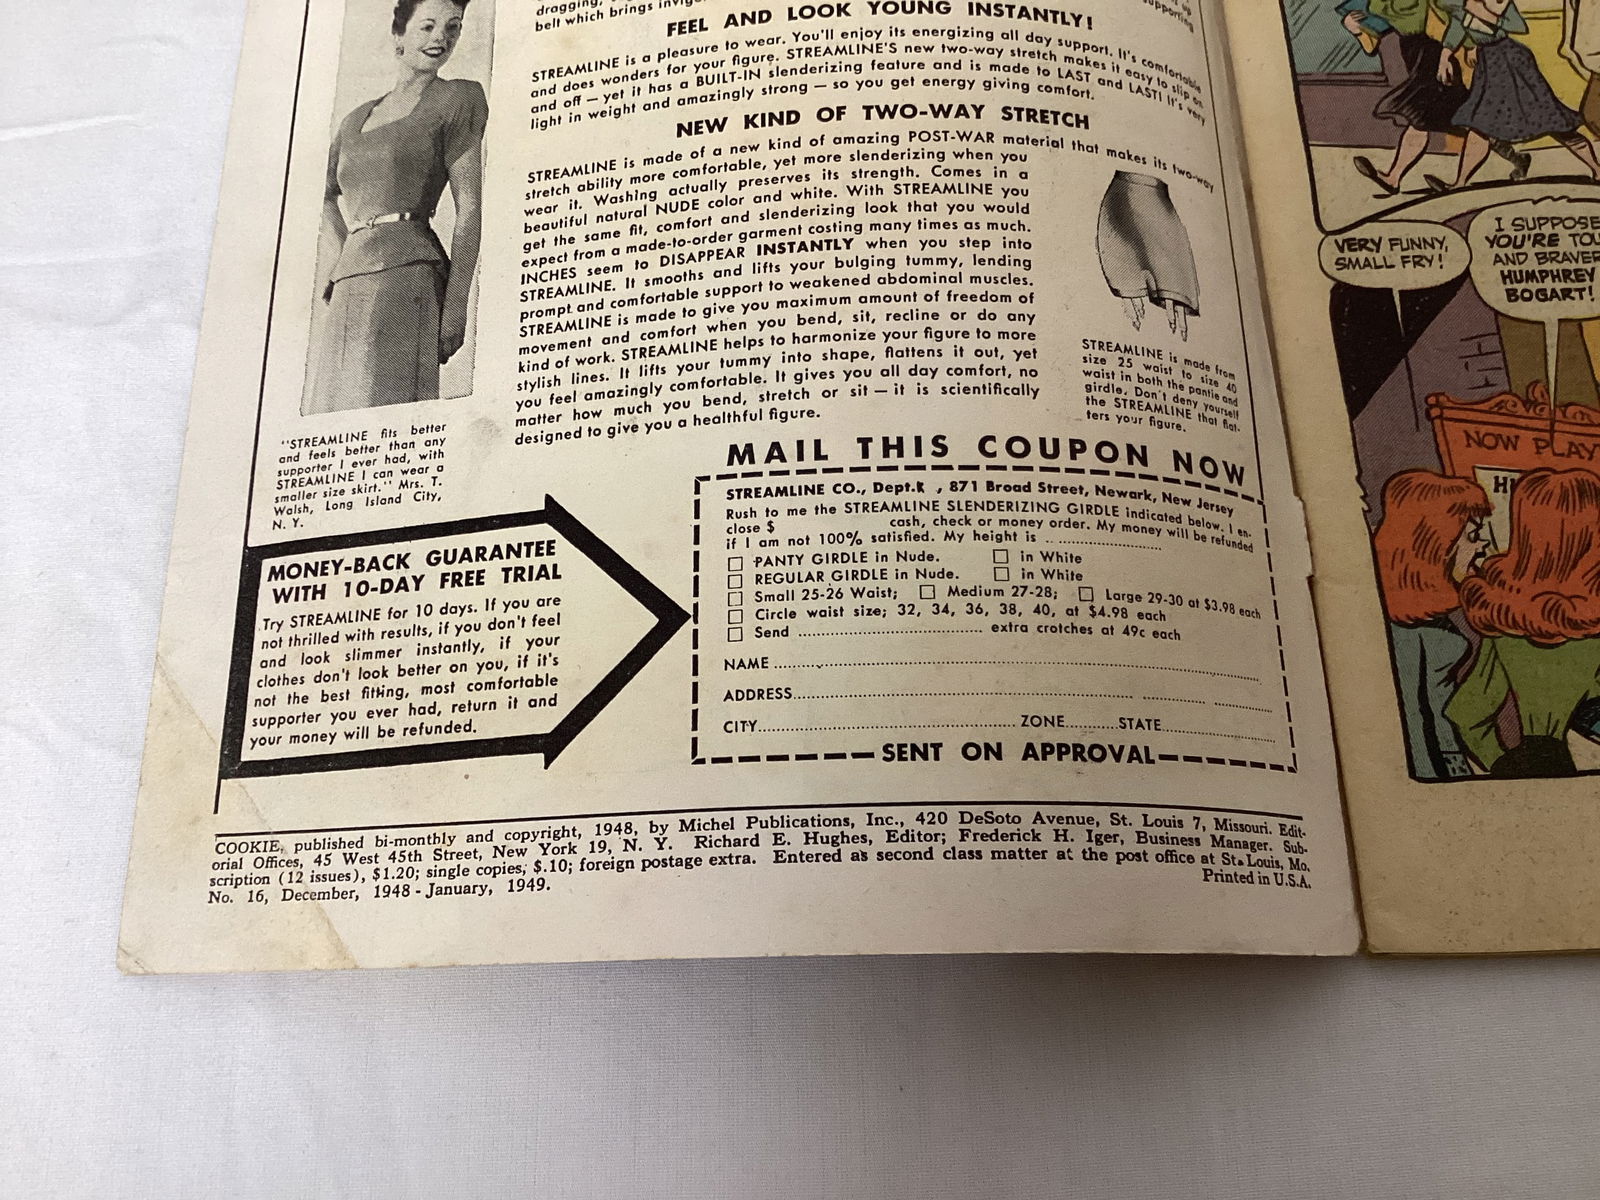 dragging,
belt which brings
supporting
FEEL AND LOOK YOUNG INSTANTLY!
STREAMLINE is a pleasure to wear. You'll enjoy its energizing all day support. It's comfortable
and does wonders for your figure. STREAMLINE'S new two-way stretch makes it easy to slip on
and off — yet it has a BUILT-IN slenderizing feature and is made to LAST and LAST! It's very
light in weight and amazingly strong — so you get energy giving comfort.
NEW KIND OF TWO-WAY STRETCH
STREAMLINE is made of a new kind of amazing POST-WAR material that makes its two-way
stretch ability more comfortable, yet more slenderizing when you
wear it. Washing actually preserves its strength. Comes in a
beautiful natural NUDE color and white. With STREAMLINE you
get the same fit, comfort and slenderizing look that you would
expect from a made-to-order garment costing many times as much.
INCHES seem to DISAPPEAR INSTANTLY when you step into
STREAMLINE. It smooths and lifts your bulging tummy, lending
prompt and comfortable support to weakened abdominal muscles.
STREAMLINE is made to give you maximum amount of freedom of
movement and comfort when you bend, sit, recline or do any
kind of work. STREAMLINE helps to harmonize your figure to more
stylish lines. It lifts your tummy into shape, flattens it out, yet
you feel amazingly comfortable. It gives you all day comfort, no
matter how much you bend, stretch or sit — it is scientifically
designed to give you a healthful figure.
STREAMLINE is made from
size 25 waist to size 40
waist in both the pantie and
girdle. Don't deny yourself
the STREAMLINE that flat-
ters your figure.
"STREAMLINE fits better
and feels better than any
supporter I ever had, with
STREAMLINE I can wear a
smaller size skirt." Mrs. T.
Walsh, Long Island City,
N. Y.
MONEY-BACK GUARANTEE
WITH 10-DAY FREE TRIAL
Try STREAMLINE for 10 days. If you are
not thrilled with results, if you don't feel
and look slimmer instantly, if your
clothes don't look better on you, if it's
not the best fitting, most comfortable
supporter you ever had, return it and
your money will be refunded.
MAIL THIS COUPON NOW
STREAMLINE CO., Dept.K , 871 Broad Street, Newark, New Jersey
Rush to me the STREAMLINE SLENDERIZING GIRDLE indicated below. I en-
close $ cash, check or money order. My money will be refunded
if I am not 100% satisfied. My height is ..............................
PANTY GIRDLE in Nude. in White
REGULAR GIRDLE in Nude. in White
Small 25-26 Waist; Medium 27-28; Large 29-30 at $3.98 each
Circle waist size; 32, 34, 36, 38, 40, at $4.98 each
Send .............................. extra crotches at 49c each
NAME ..............................
ADDRESS..............................
CITY.............................. ZONE.........STATE....................
SENT ON APPROVAL
COOKIE, published bi-monthly and copyright, 1948, by Michel Publications, Inc., 420 DeSoto Avenue, St. Louis 7, Missouri. Edit-
orial Offices, 45 West 45th Street, New York 19, N. Y. Richard E. Hughes, Editor; Frederick H. Iger, Business Manager. Sub-
scription (12 issues), $1.20; single copies, $.10; foreign postage extra. Entered as second class matter at the post office at St. Louis, Mo.
No. 16, December, 1948 - January, 1949. Printed in U.S.A.
VERY FUNNY,
SMALL FRY!
I SUPPOSE
YOU'RE
AND BRAVER
HUMPHREY
BOGART!
NOW